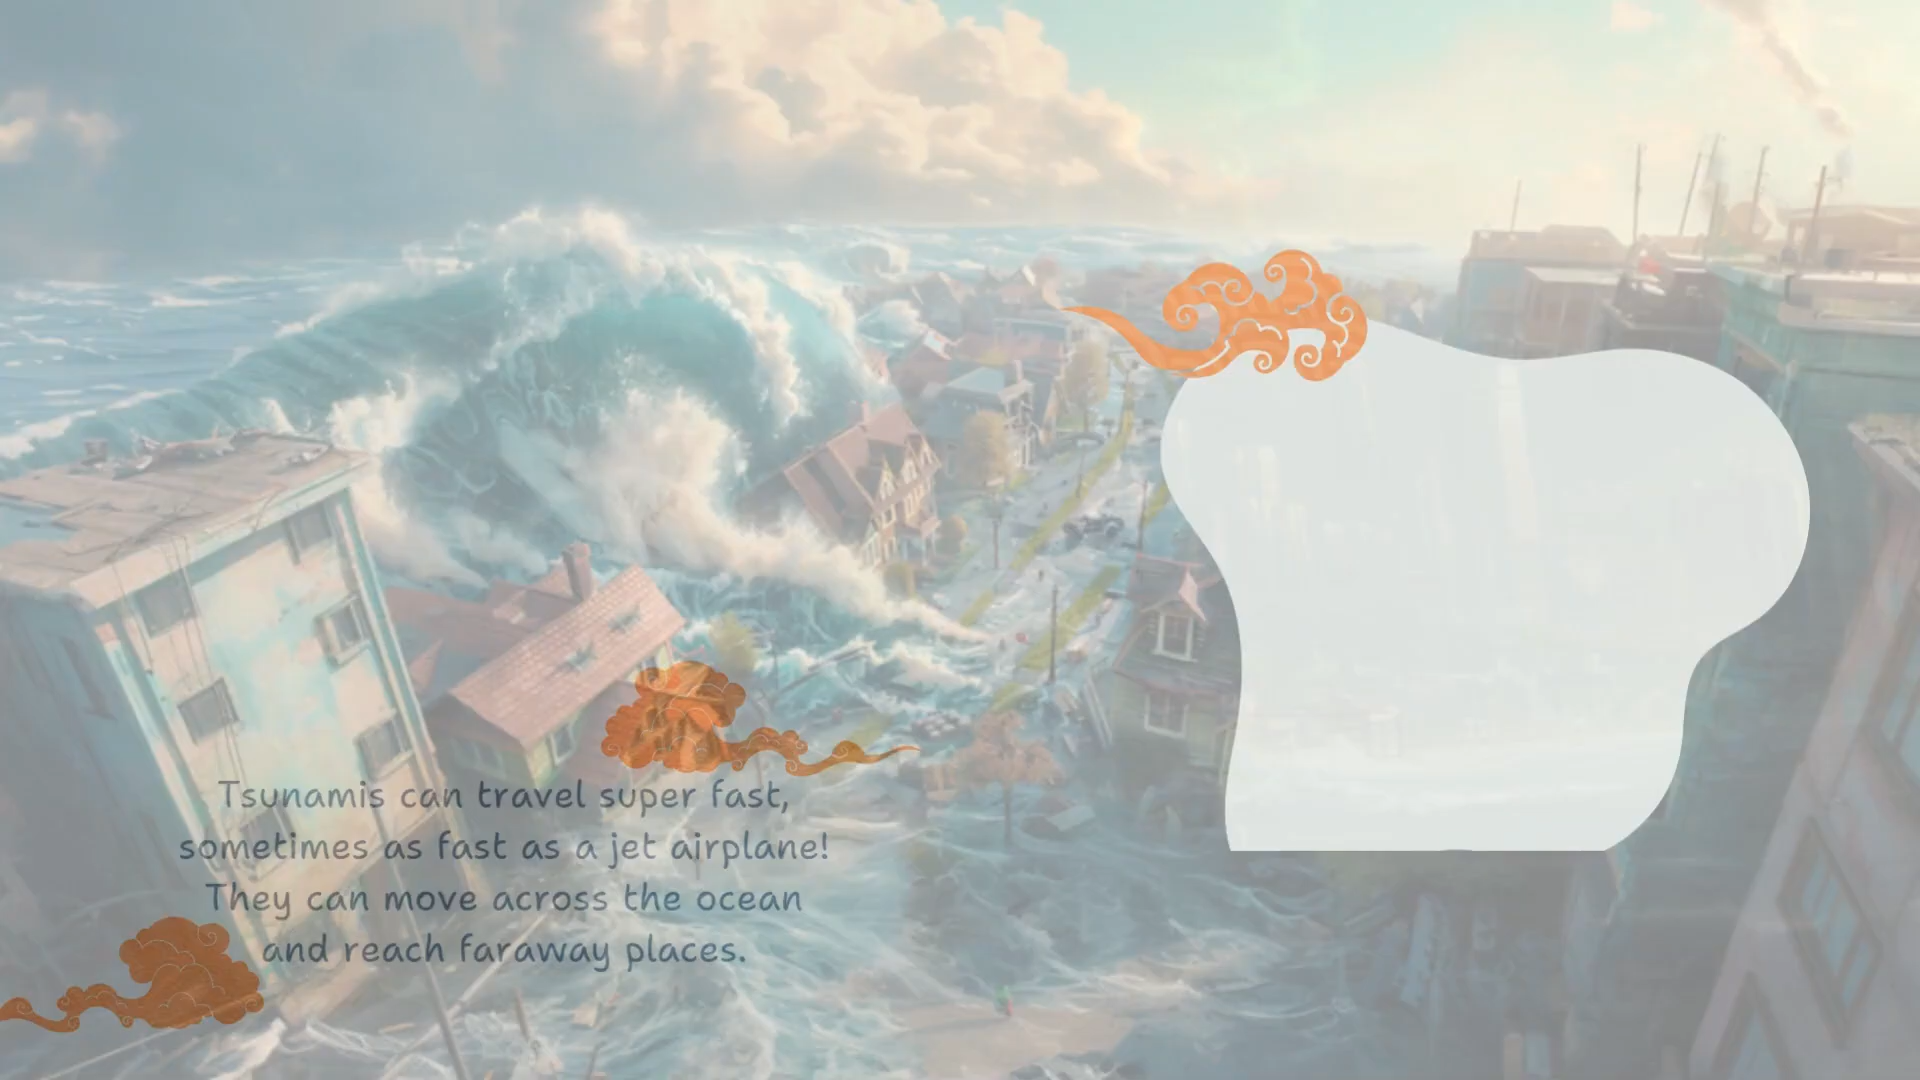 Tsunamis can travel super fast,
sometimes as fast as a jet airplane!
They can move across the ocean
and reach faraway places.